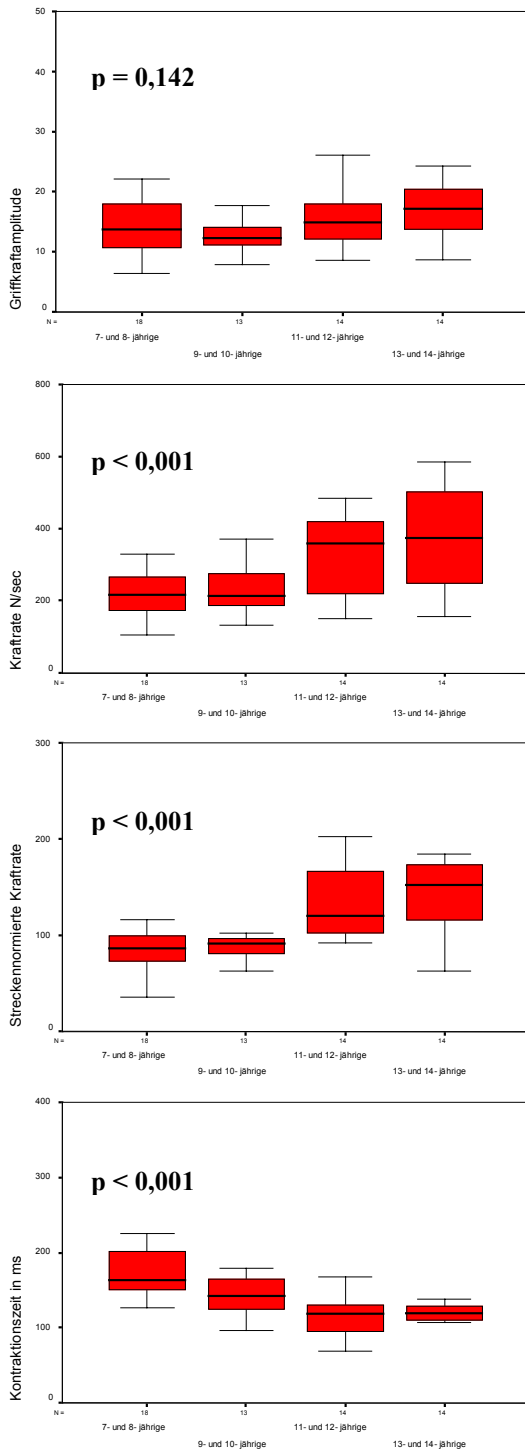 50
p = 0,142
40
30
20
10
0
Griffkraftamplitude
N = 18 13 14 14
7- und 8- jährige 11- und 12- jährige
9- und 10- jährige 13- und 14- jährige
800
p < 0,001
600
400
200
0
Kraftrate N/sec
N = 18 13 14 14
7- und 8- jährige 11- und 12- jährige
9- und 10- jährige 13- und 14- jährige
300
p < 0,001
200
100
0
Streckennormierte Kraftrate
N = 18 13 14 14
7- und 8- jährige 11- und 12- jährige
9- und 10- jährige 13- und 14- jährige
400
p < 0,001
300
200
100
0
Kontraktionszeit in ms
N = 18 13 14 14
7- und 8- jährige 11- und 12- jährige
9- und 10- jährige 13- und 14- jährige